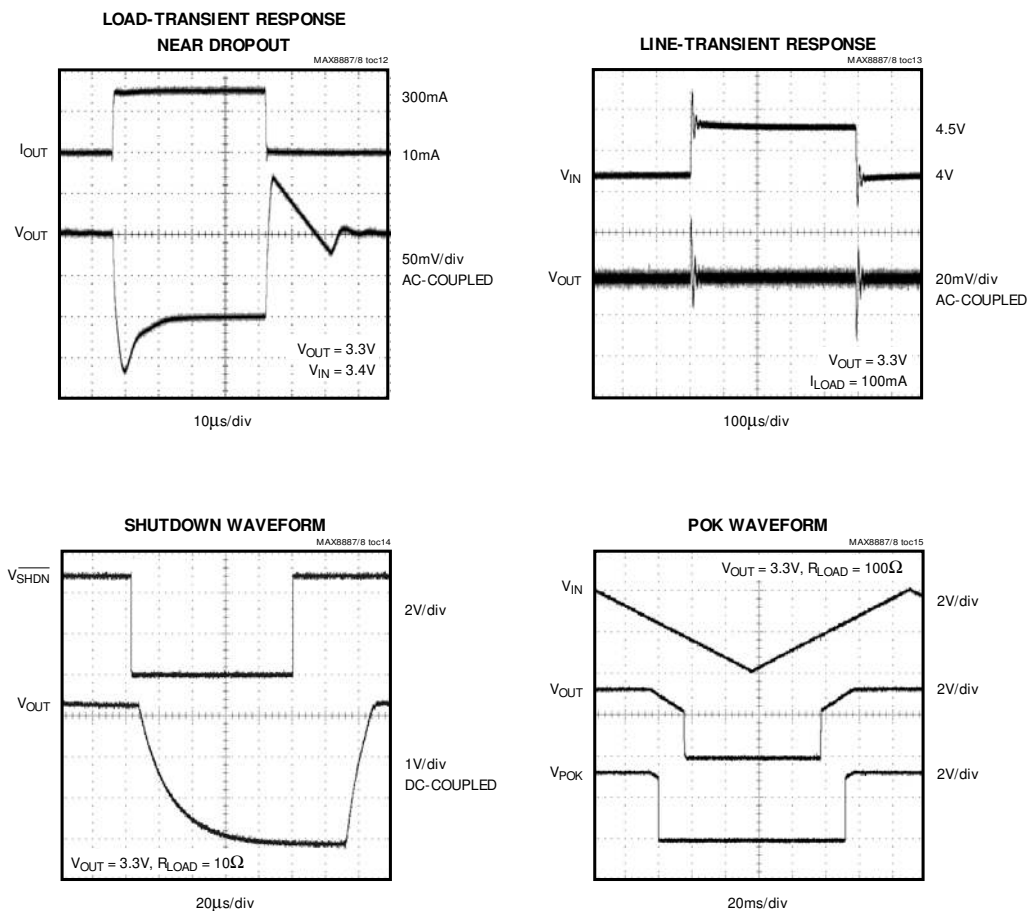 LOAD-TRANSIENT RESPONSE
NEAR DROPOUT
MAX8887/8 toc12
300mA
IOUT
10mA
VOUT
50mV/div
AC-COUPLED
VOUT = 3.3V
VIN = 3.4V
10µs/div
LINE-TRANSIENT RESPONSE
MAX8887/8 toc13
4.5V
VIN
4V
VOUT
20mV/div
AC-COUPLED
VOUT = 3.3V
ILOAD = 100mA
100µs/div
SHUTDOWN WAVEFORM
MAX8887/8 toc14
VSHDN
2V/div
VOUT
1V/div
DC-COUPLED
VOUT = 3.3V, RLOAD = 10Ω
20µs/div
POK WAVEFORM
MAX8887/8 toc15
VOUT = 3.3V, RLOAD = 100Ω
VIN
2V/div
VOUT
2V/div
VPOK
2V/div
20ms/div